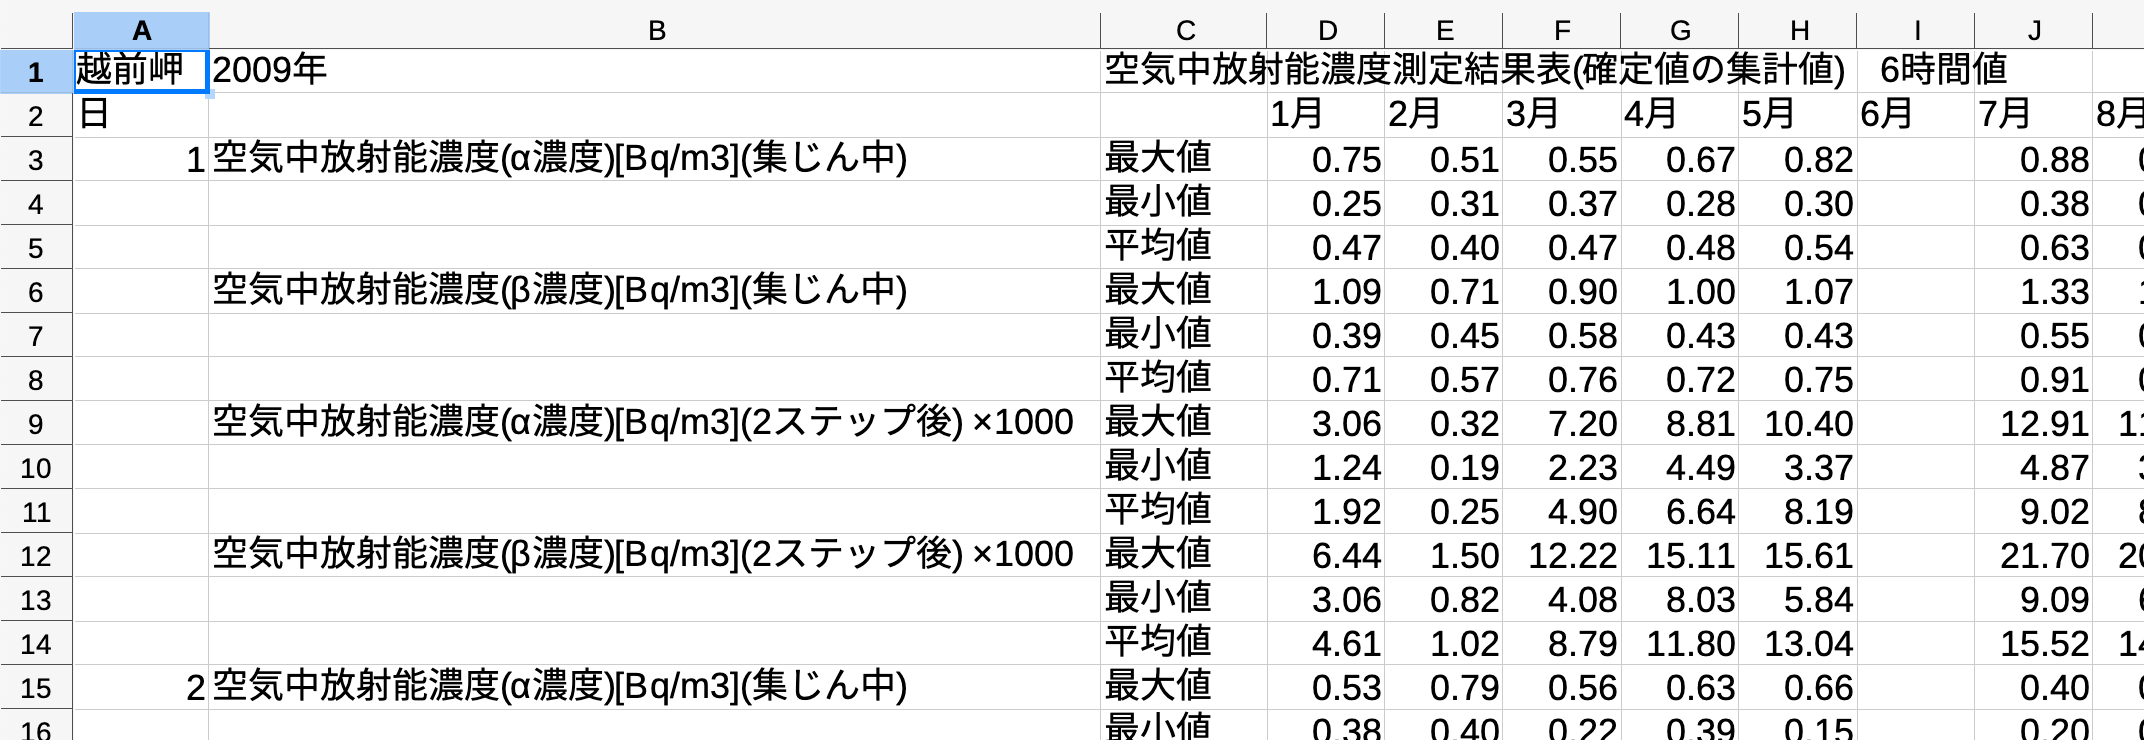 A B C D E F G H I J
1 越前岬 2009年 空気中放射能濃度測定結果表(確定値の集計値) 6時間値
2 日 1月 2月 3月 4月 5月 6月 7月 8月
3 1 空気中放射能濃度(α濃度)[Bq/m3](集じん中) 最大値 0.75 0.51 0.55 0.67 0.82 0.88
4 最小値 0.25 0.31 0.37 0.28 0.30 0.38
5 平均値 0.47 0.40 0.47 0.48 0.54 0.63
6 空気中放射能濃度(β濃度)[Bq/m3](集じん中) 最大値 1.09 0.71 0.90 1.00 1.07 1.33
7 最小値 0.39 0.45 0.58 0.43 0.43 0.55
8 平均値 0.71 0.57 0.76 0.72 0.75 0.91
9 空気中放射能濃度(α濃度)[Bq/m3](2ステップ後) ×1000 最大値 3.06 0.32 7.20 8.81 10.40 12.91
10 最小値 1.24 0.19 2.23 4.49 3.37 4.87
11 平均値 1.92 0.25 4.90 6.64 8.19 9.02
12 空気中放射能濃度(β濃度)[Bq/m3](2ステップ後) ×1000 最大値 6.44 1.50 12.22 15.11 15.61 21.70
13 最小値 3.06 0.82 4.08 8.03 5.84 9.09
14 平均値 4.61 1.02 8.79 11.80 13.04 15.52
15 2 空気中放射能濃度(α濃度)[Bq/m3](集じん中) 最大値 0.53 0.79 0.56 0.63 0.66 0.40
16 最小値 0.38 0.40 0.22 0.39 0.15 0.20